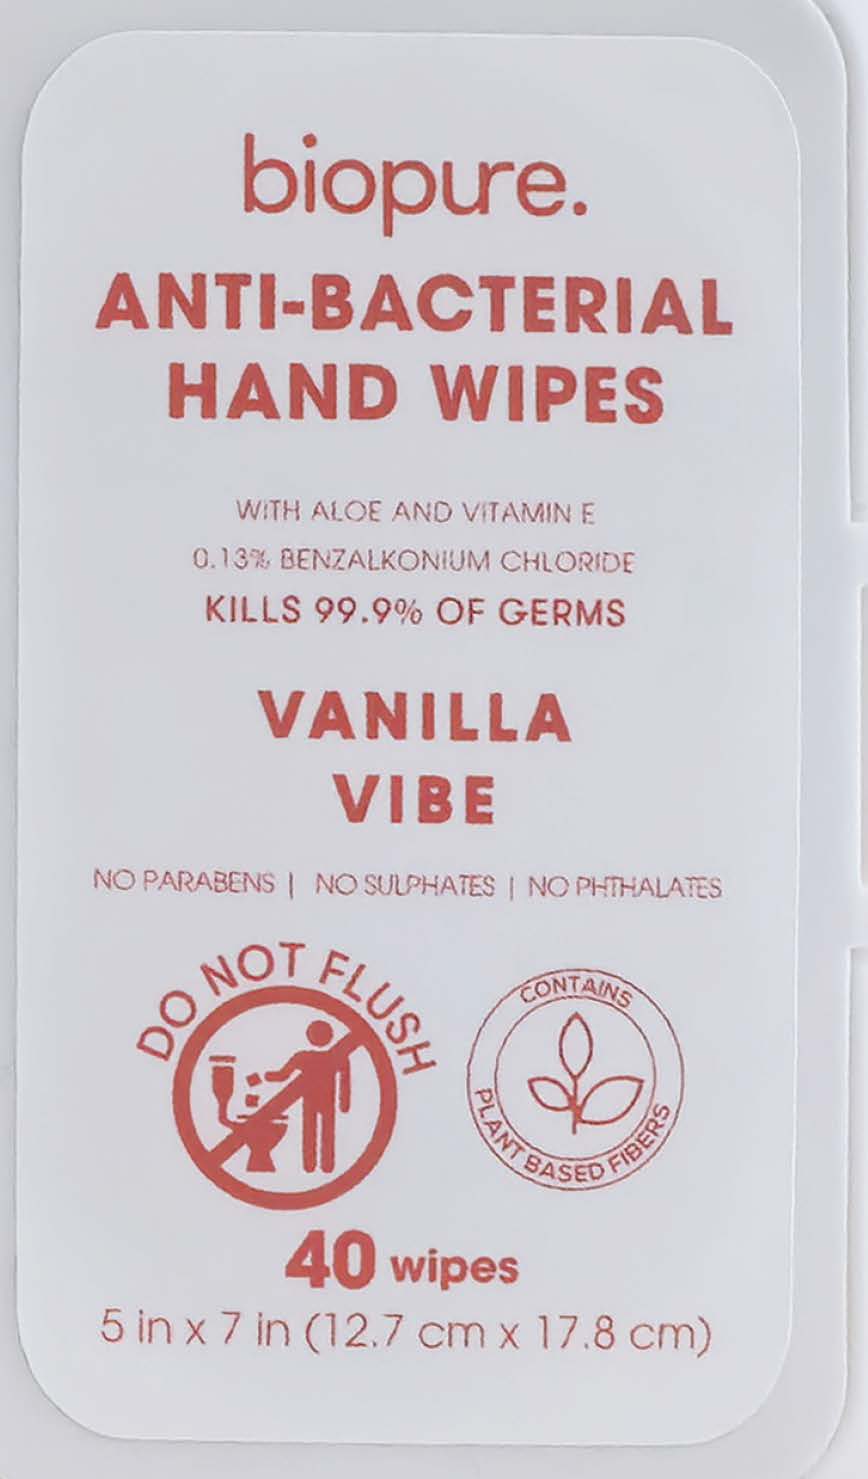 biopure.
ANTI-BACTERIAL
HAND WIPES
WITH ALOE AND VITAMIN E
0.13% BENZALKONIUM CHLORIDE
KILLS 99.9% OF GERMS
VANILLA
VIBE
NO PARABENS | NO SULPHATES | NO PHTHALATES
DO NOT FLUSH
CONTAINS
PLANT BASED FIBERS
40 wipes
5 in x 7 in (12.7 cm x 17.8 cm)